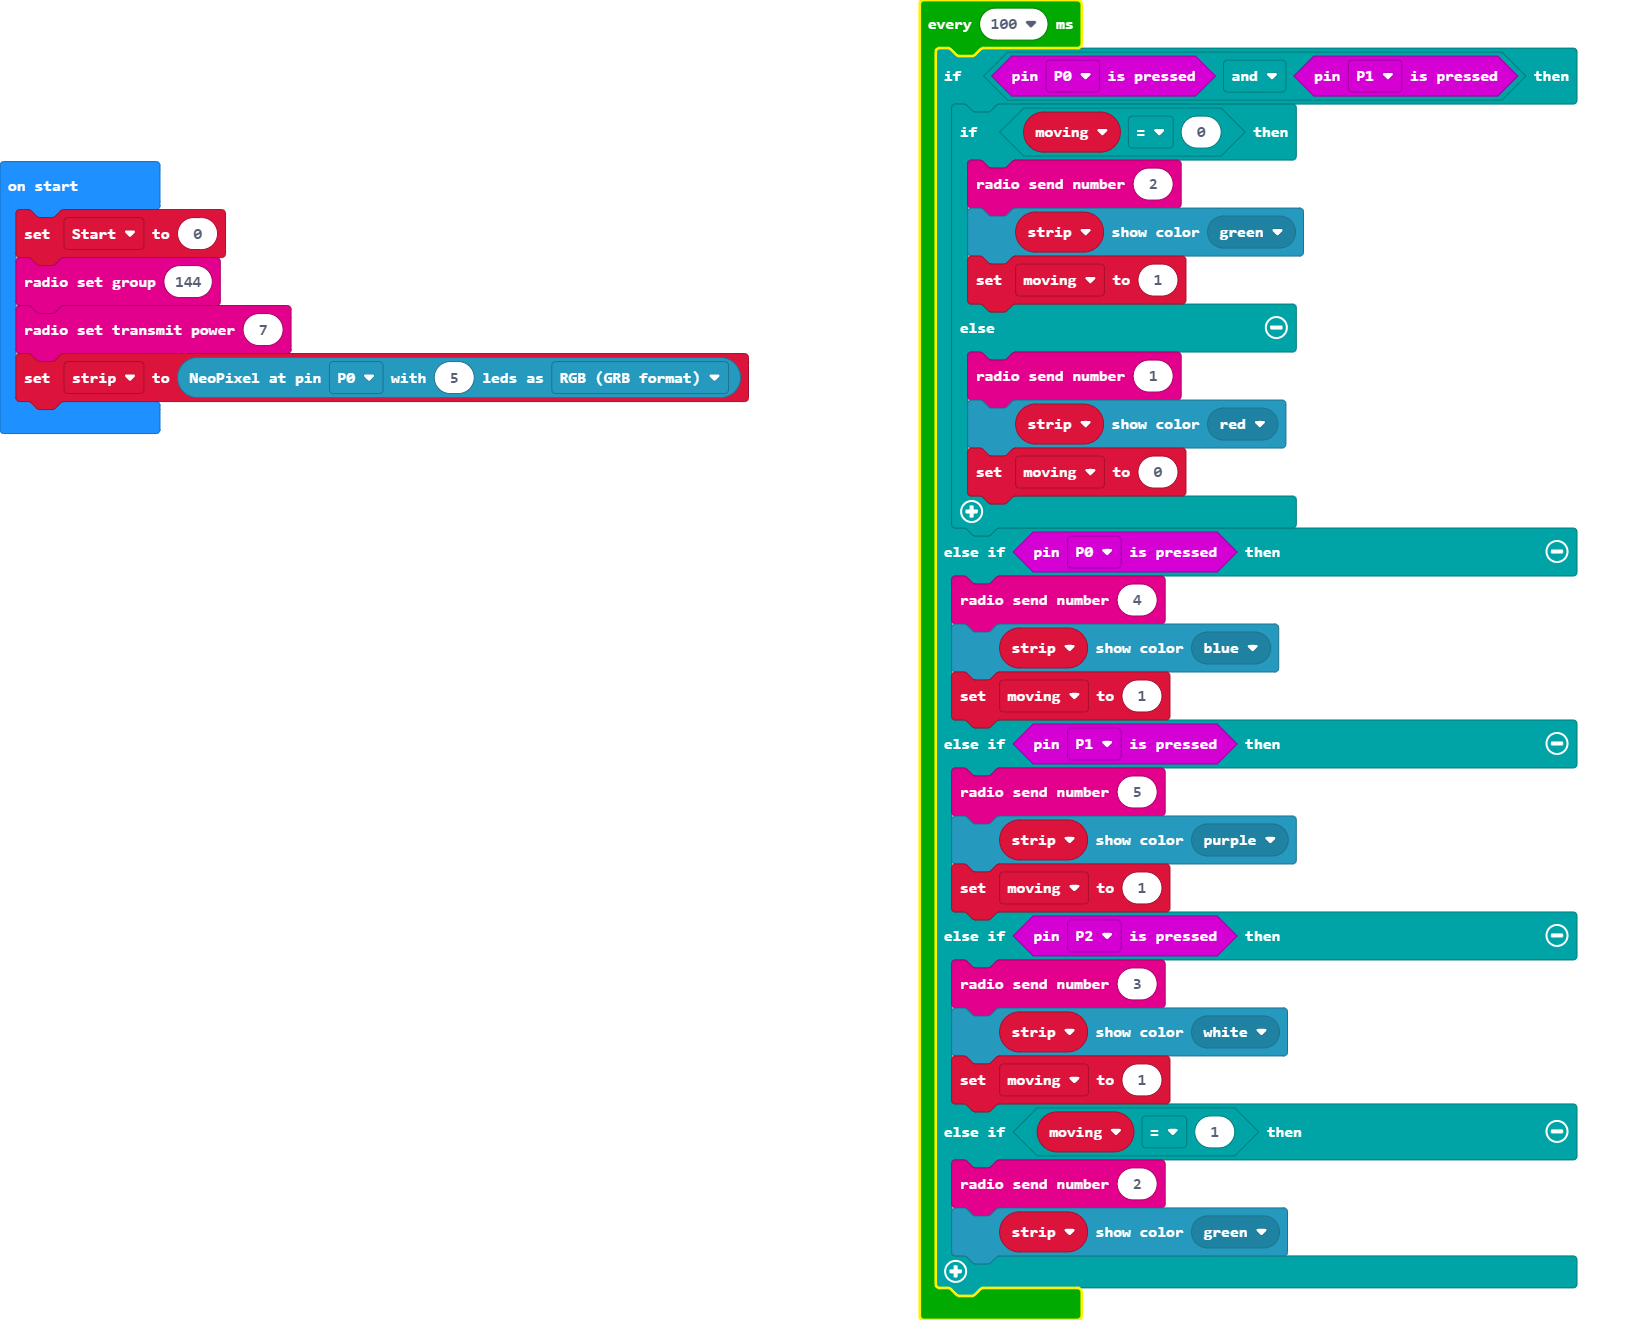 on start
set Start to 0
radio set group 144
radio set transmit power 7
set strip to NeoPixel at pin P0 with 5 leds as RGB (GRB format)
every 100 ms
if pin P0 is pressed and pin P1 is pressed then
if moving = 0 then
radio send number 2
strip show color green
set moving to 1
else
radio send number 1
strip show color red
set moving to 0
else if pin P0 is pressed then
radio send number 4
strip show color blue
set moving to 1
else if pin P1 is pressed then
radio send number 5
strip show color purple
set moving to 1
else if pin P2 is pressed then
radio send number 3
strip show color white
set moving to 1
else if moving = 1 then
radio send number 2
strip show color green